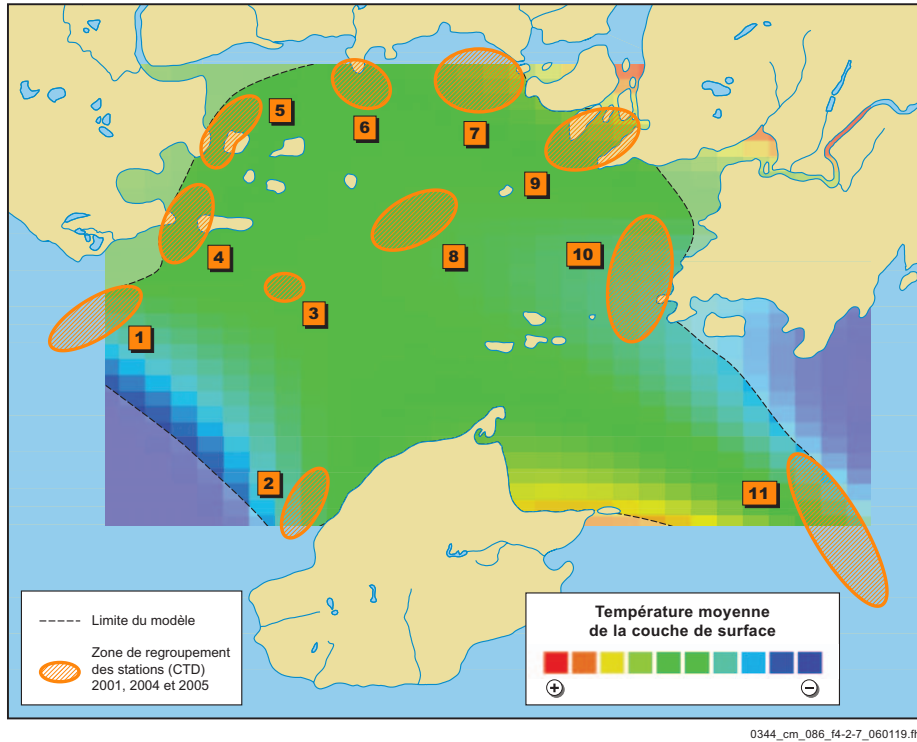 5
6
7
9
4
8
10
3
1
2
11
Limite du modèle
Zone de regroupement
des stations (CTD)
2001, 2004 et 2005
Température moyenne
de la couche de surface
+
−
0344_cm_086_f4-2-7_060119.fh